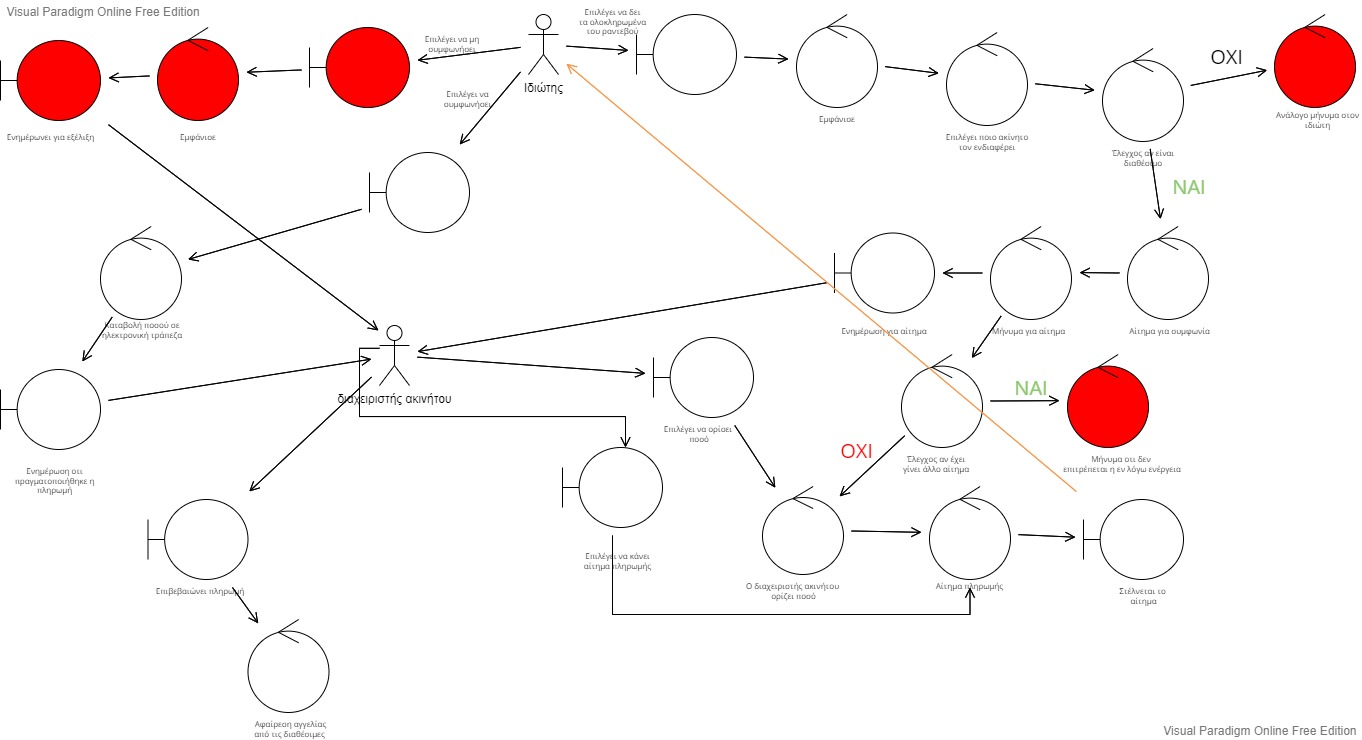 Visual Paradigm Online Free Edition
Επιλέγει να δει
τα ολοκληρωμένα
του ραντεβού
Επιλέγει να μη
συμφωνήσει
Ιδιώτης
Επιλέγει να
συμφωνήσει
ΟΧΙ
Ενημέρωνει για εξέλιξη
Εμφάνισε
Εμφάνισε
Επιλέγει ποιο ακίνητο
τον ενδιαφέρει
Έλεγχος αν είναι
διαθέσιμο
Ανάλογο μήνυμα στον
ιδιώτη
ΝΑΙ
Καταβολή ποσού σε
ηλεκτρονική τράπεζα
Ενημέρωση για αίτημα
Μήνυμα για αίτημα
Αίτημα για συμφωνία
διαχειριστής ακινήτου
ΝΑΙ
Επιλέγει να ορίσει
ποσό
ΟΧΙ
Έλεγχος αν έχει
γίνει άλλο αίτημα
Μήνυμα οτι δεν
επιτρέπεται η εν λόγω ενέργεια
Ενημέρωση οτι
πραγματοποιήθηκε η
πληρωμή
Επιλέγει να κάνει
αίτημα πληρωμής
Επιβεβαιώνει πληρωμή
Ο διαχειριστής ακινήτου
ορίζει ποσό
Αίτημα πληρωμής
Στέλνεται το
αίτημα
Αφαίρεση αγγελίας
από τις διαθέσιμες
Visual Paradigm Online Free Edition